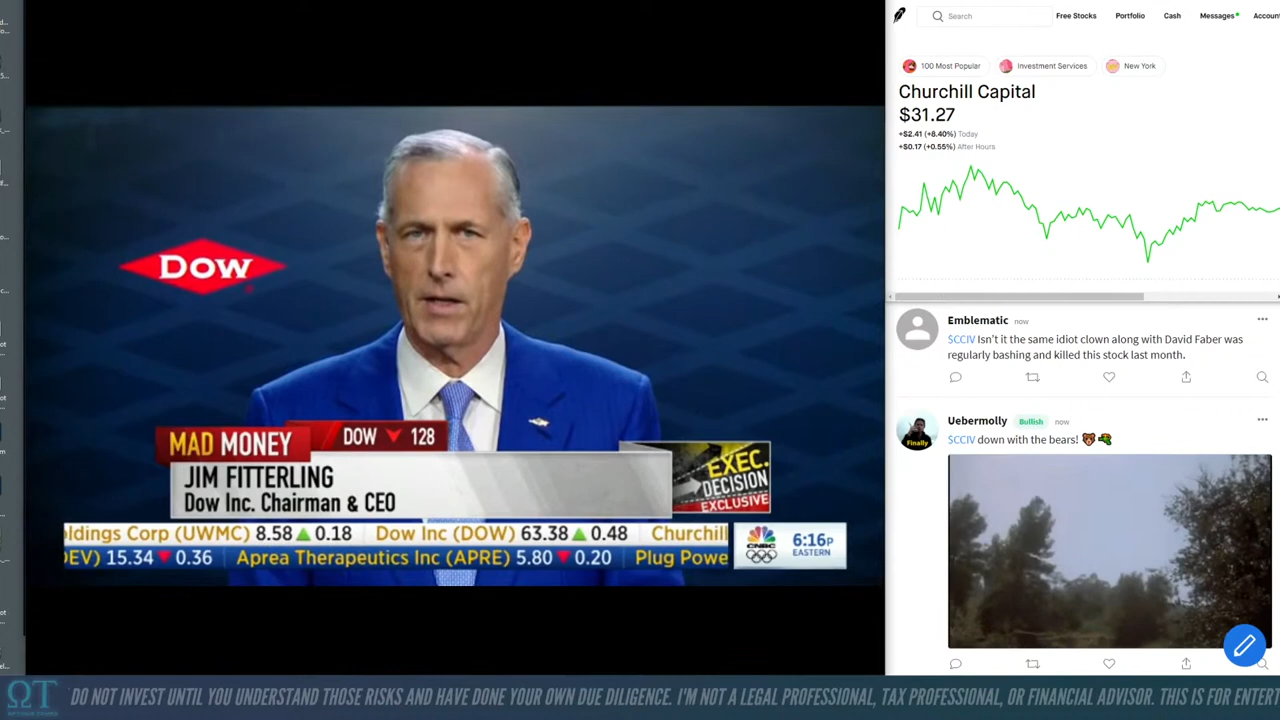 Search
Free Stocks
Portfolio
Cash
Messages
Accoun
100 Most Popular
Investment Services
New York
Churchill Capital
$31.27
+$2.41 (+8.40%) Today
+$0.17 (+0.55%) After Hours
DOW
MAD MONEY
DOW ▼ 128
JIM FITTERLING
Dow Inc. Chairman & CEO
EXEC.
DECISION
EXCLUSIVE
ldings Corp (UWMC) 8.58 ▲ 0.18 Dow Inc (DOW) 63.38 ▲ 0.48 Churchil
DEV) 15.34 ▼ 0.36 Aprea Therapeutics Inc (APRE) 5.80 ▼ 0.20 Plug Powe
CNBC
6:16P
EASTERN
Emblematic now
$CCIV Isn't it the same idiot clown along with David Faber was
regularly bashing and killed this stock last month.
Uebermolly Bullish now
$CCIV down with the bears!
Finally
ΩT
DO NOT INVEST UNTIL YOU UNDERSTAND THOSE RISKS AND HAVE DONE YOUR OWN DUE DILIGENCE. I'M NOT A LEGAL PROFESSIONAL, TAX PROFESSIONAL, OR FINANCIAL ADVISOR. THIS IS FOR ENTERT